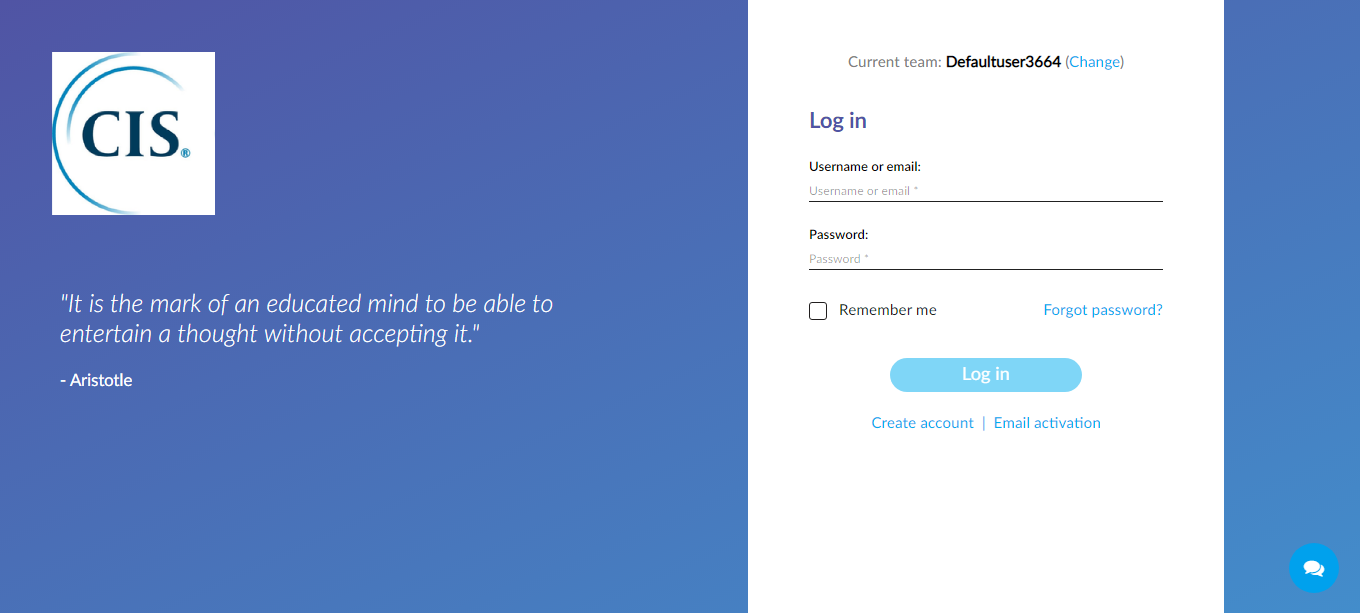 CIS®
"It is the mark of an educated mind to be able to
entertain a thought without accepting it."
- Aristotle
Current team: Defaultuser3664 (Change)
Log in
Username or email:
Username or email *
Password:
Password *
Remember me
Forgot password?
Log in
Create account | Email activation